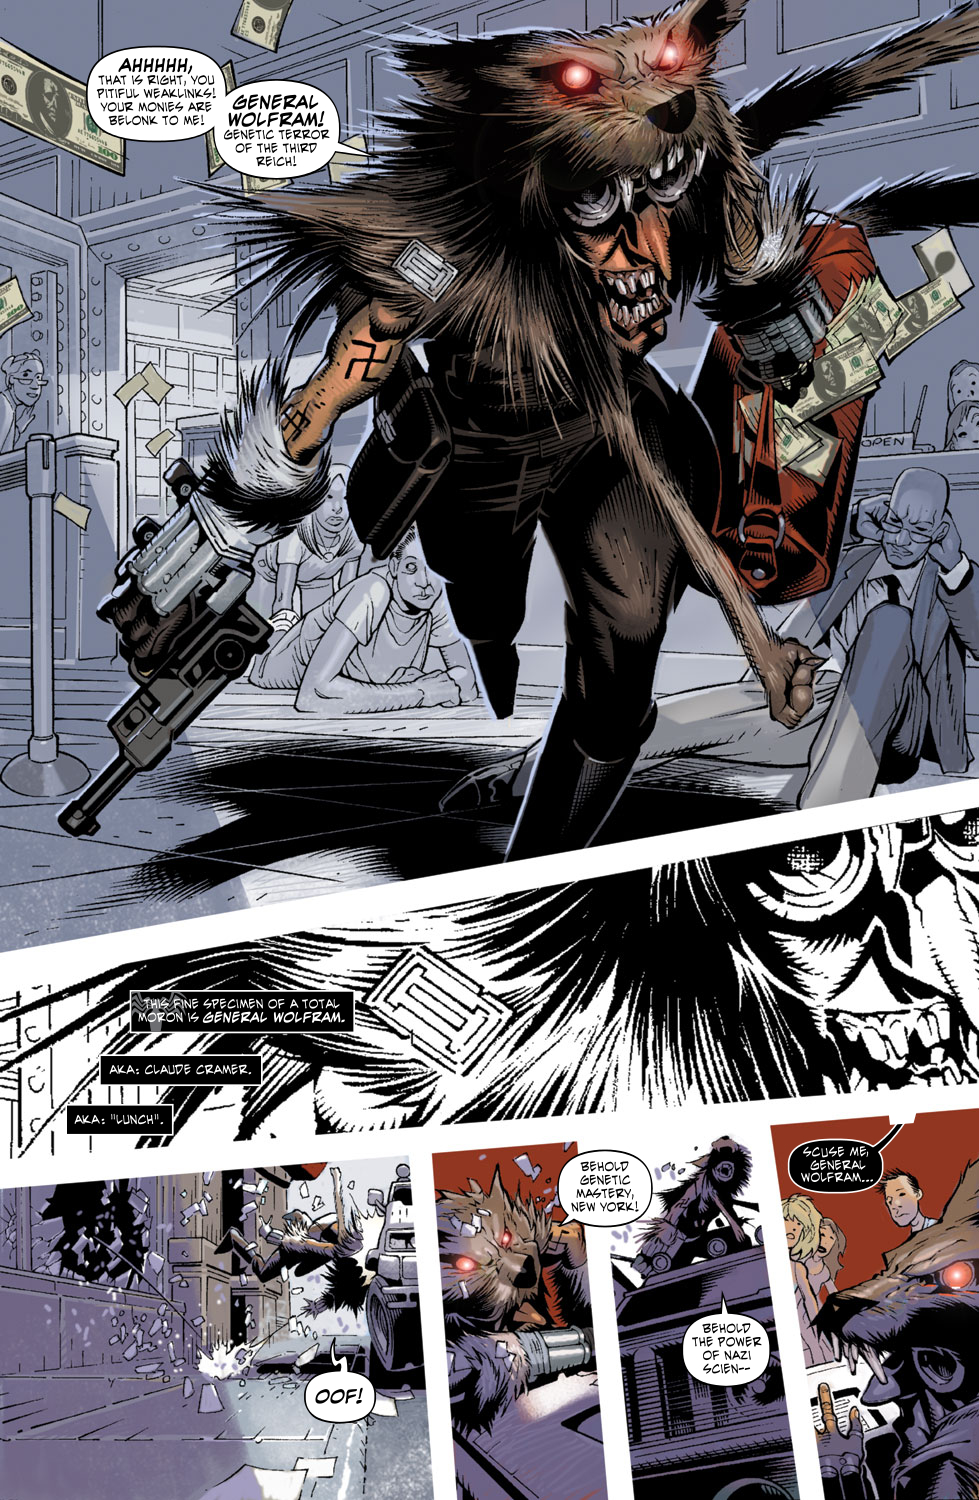 AHHHHH,
THAT IS RIGHT, YOU
PITIFUL WEAKLINKS!
YOUR MONIES ARE
BELONK TO ME!
GENERAL
WOLFRAM!
GENETIC TERROR
OF THE THIRD
REICH!
OPEN
THIS FINE SPECIMEN OF A TOTAL
MORON IS GENERAL WOLFRAM.
AKA: CLAUDE CRAMER.
AKA: "LUNCH".
OOF!
BEHOLD
GENETIC
MASTERY,
NEW YORK!
BEHOLD
THE POWER
OF NAZI
SCIEN--
SCUSE ME,
GENERAL
WOLFRAM...